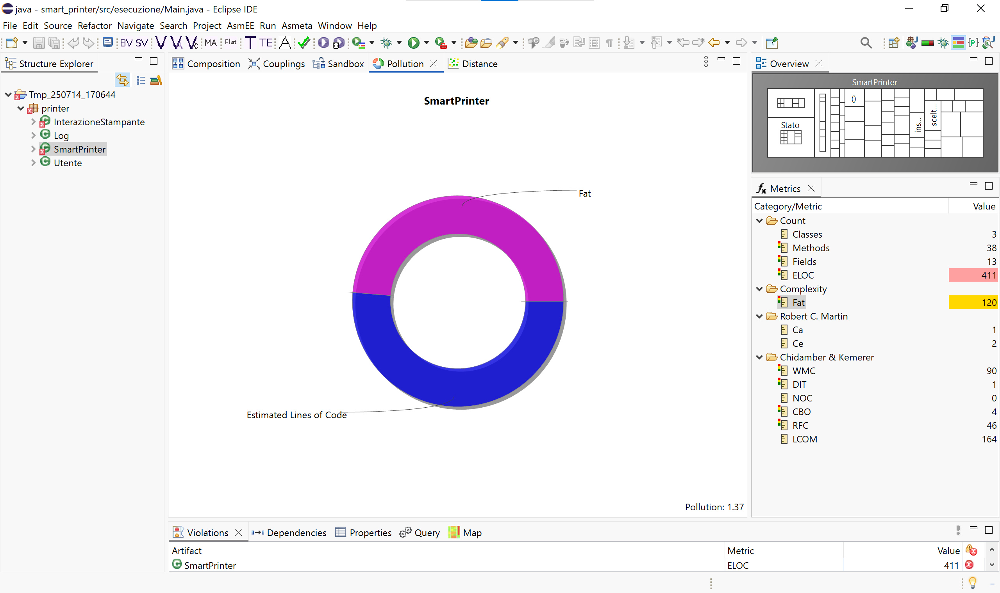 java - smart_printer/src/esecuzione/Main.java - Eclipse IDE
File Edit Source Refactor Navigate Search Project AsmEE Run Asmeta Window Help
BV SV V VA Vc MA Flat T TE A
Structure Explorer
Tmp_250714_170644
printer
InterazioneStampante
Log
SmartPrinter
Utente
Composition Couplings Sandbox Pollution Distance
SmartPrinter
Fat
Estimated Lines of Code
Pollution: 1.37
Overview
SmartPrinter
Stato
()
ins...
scelt...
Metrics
Category/Metric Value
Count
Classes 3
Methods 38
Fields 13
ELOC 411
Complexity
Fat 120
Robert C. Martin
Ca 1
Ce 2
Chidamber & Kemerer
WMC 90
DIT 1
NOC 0
CBO 4
RFC 46
LCOM 164
Violations Dependencies Properties Query Map
Artifact Metric Value
SmartPrinter ELOC 411